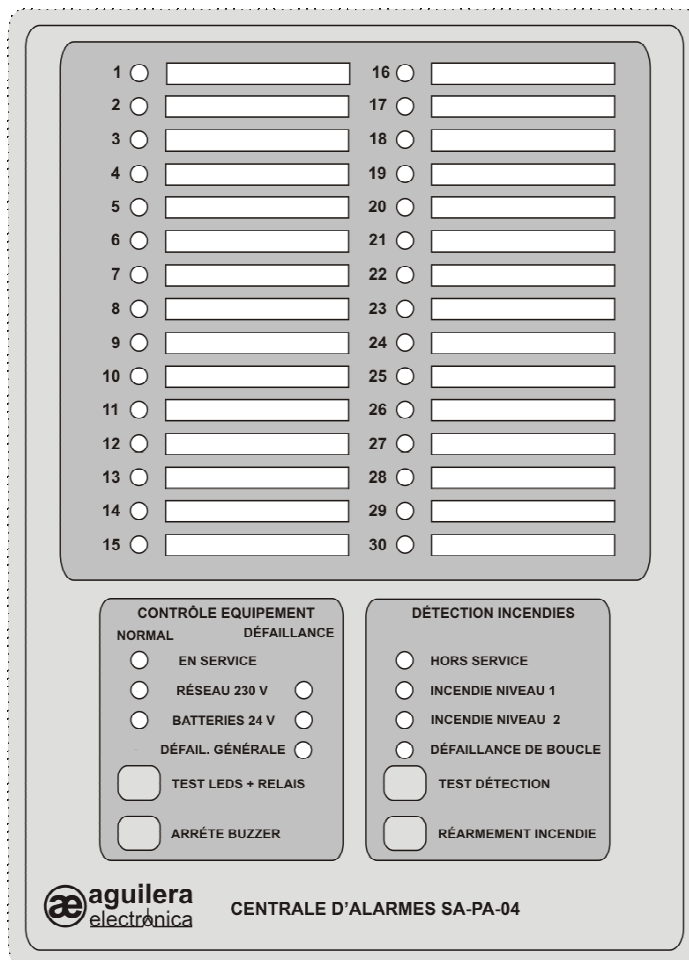 1 16
2 17
3 18
4 19
5 20
6 21
7 22
8 23
9 24
10 25
11 26
12 27
13 28
14 29
15 30
CONTRÔLE EQUIPEMENT
NORMAL DÉFAILLANCE
EN SERVICE
RÉSEAU 230 V
BATTERIES 24 V
DÉFAIL. GÉNÉRALE
TEST LEDS + RELAIS
ARRÉTE BUZZER
DÉTECTION INCENDIES
HORS SERVICE
INCENDIE NIVEAU 1
INCENDIE NIVEAU 2
DÉFAILLANCE DE BOUCLE
TEST DÉTECTION
RÉARMEMENT INCENDIE
æ aguilera
electrónica
CENTRALE D'ALARMES SA-PA-04